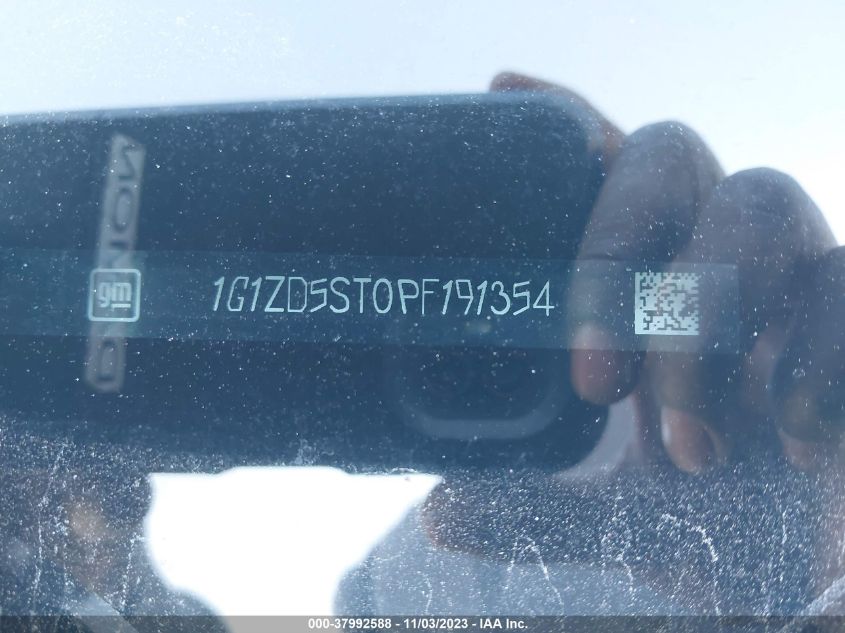 gm 1G1ZD5ST0PF191354
000-37992588 - 11/03/2023 - IAA Inc.